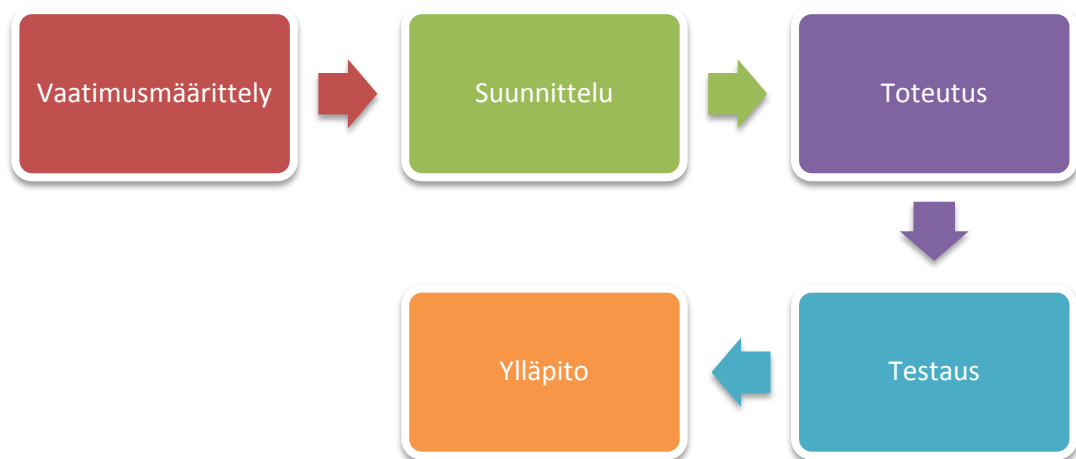 Vaatimusmäärittely
Suunnittelu
Toteutus
Testaus
Ylläpito